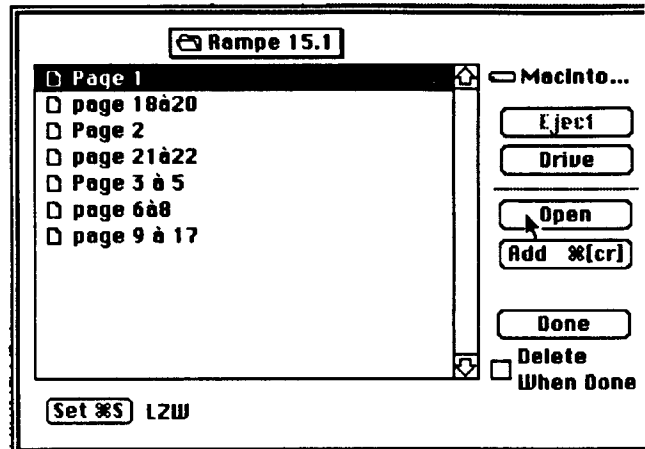 Rampe 15.1
Page 1
page 18à20
Page 2
page 21à22
Page 3 à 5
page 6à8
page 9 à 17
Macinto...
Eject
Drive
Open
Add ⌘[cr]
Done
Delete
When Done
Set ⌘S LZW